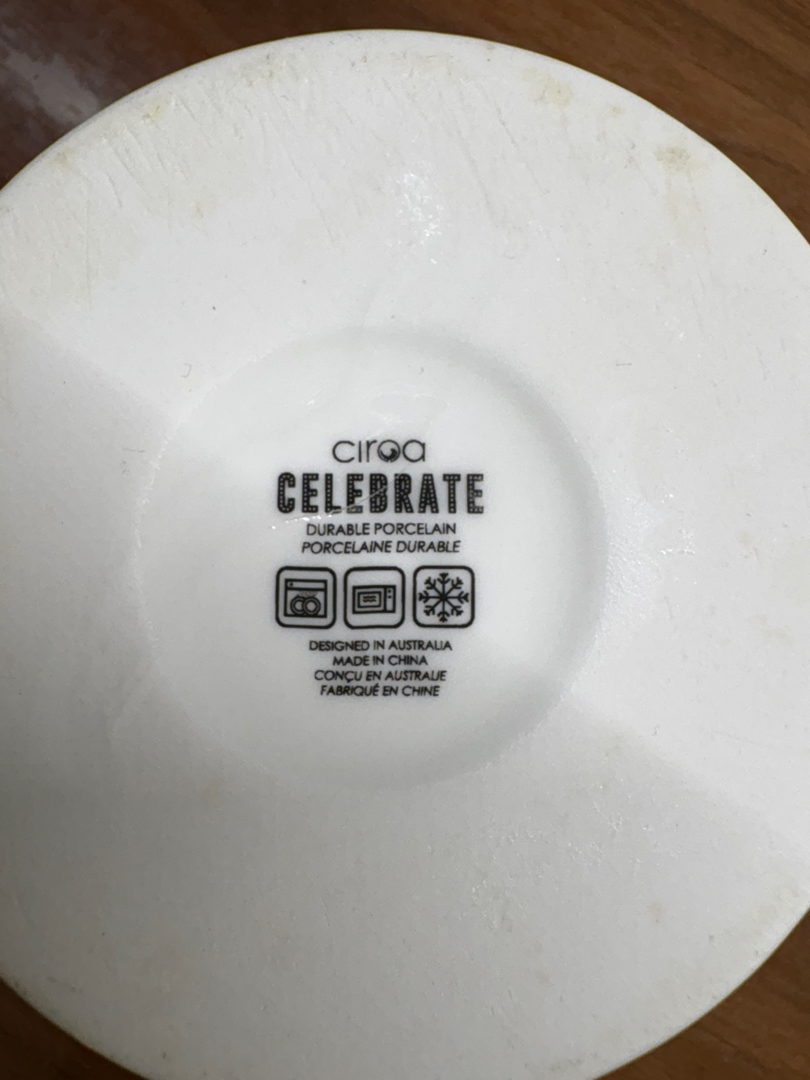 ciroa
CELEBRATE
DURABLE PORCELAIN
PORCELAINE DURABLE
DESIGNED IN AUSTRALIA
MADE IN CHINA
CONÇU EN AUSTRALIE
FABRIQUÉ EN CHINE